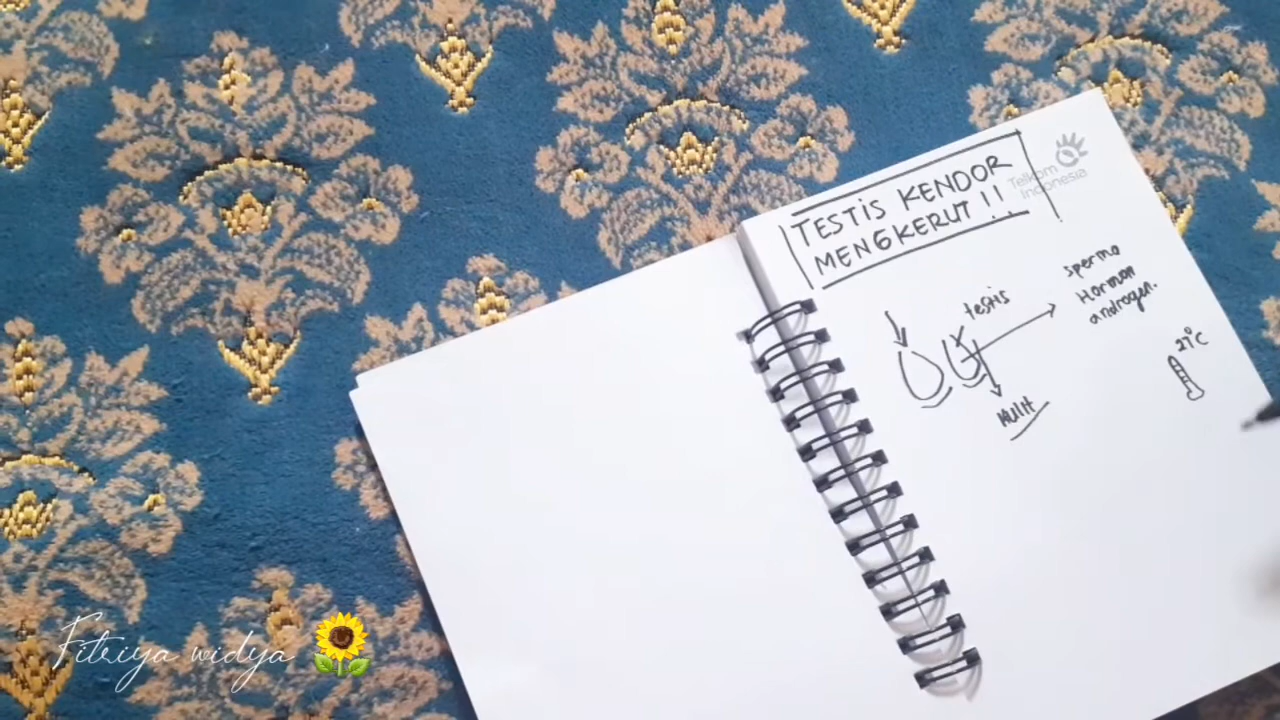 TESTIS KENDOR
MENGKERUT !!
Telkom
Indonesia
testis
sperma
Hormon
androgen.
27°C
kulit
Fitriya widya